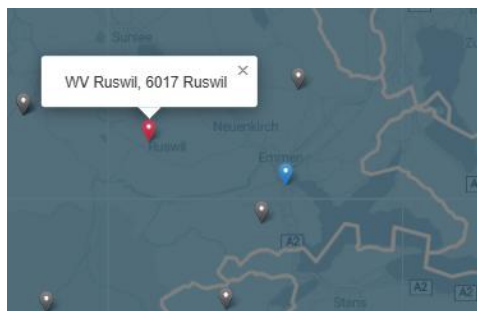 Sursee
WV Ruswil, 6017 Ruswil ×
Neuenkirch
Ruswil
Emmen
A2
Stans
A2
A2